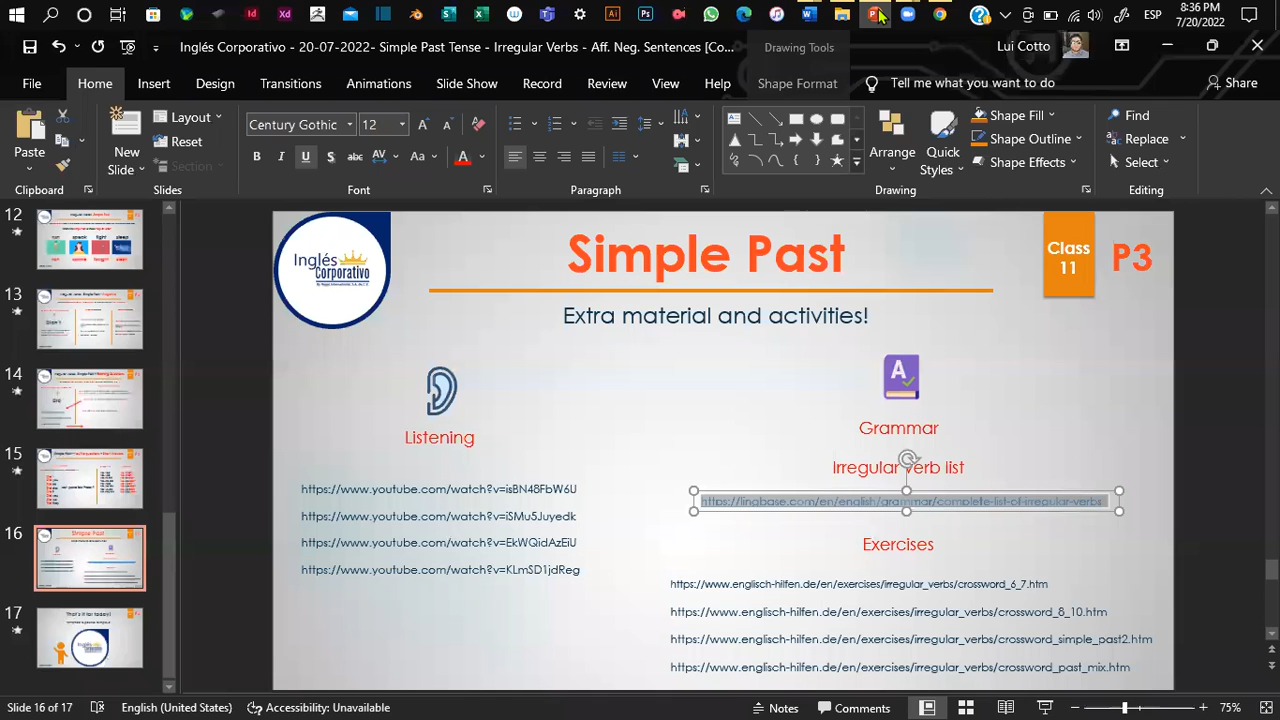 ESP
8:36 PM
7/20/2022
Inglés Corporativo - 20-07-2022- Simple Past Tense - Irregular Verbs - Aff. Neg. Sentences [Co...
Drawing Tools
Lui Cotto
File
Home
Insert
Design
Transitions
Animations
Slide Show
Record
Review
View
Help
Shape Format
Tell me what you want to do
Share
Paste
New
Slide
Layout
Reset
Section
Century Gothic
12
Arrange
Quick
Styles
Shape Fill
Shape Outline
Shape Effects
Find
Replace
Select
Clipboard
Slides
Font
Paragraph
Drawing
Editing
12
13
14
15
16
17
Inglés
Corporativo
Simple Past
Class
11
P3
Extra material and activities!
Listening
https://www.youtube.com/watch?v=isBN48FbW6U
https://www.youtube.com/watch?v=iSMu5Juyedk
https://www.youtube.com/watch?v=EkWQidAzEiU
https://www.youtube.com/watch?v=KLmSD1jdReg
Grammar
Irregular verb list
https://lingbase.com/en/english/grammar/complete-list-of-irregular-verbs
Exercises
https://www.englisch-hilfen.de/en/exercises/irregular_verbs/crossword_6_7.htm
https://www.englisch-hilfen.de/en/exercises/irregular_verbs/crossword_8_10.htm
https://www.englisch-hilfen.de/en/exercises/irregular_verbs/crossword_simple_past2.htm
https://www.englisch-hilfen.de/en/exercises/irregular_verbs/crossword_past_mix.htm
Slide 16 of 17
English (United States)
Accessibility: Unavailable
Notes
Comments
75%